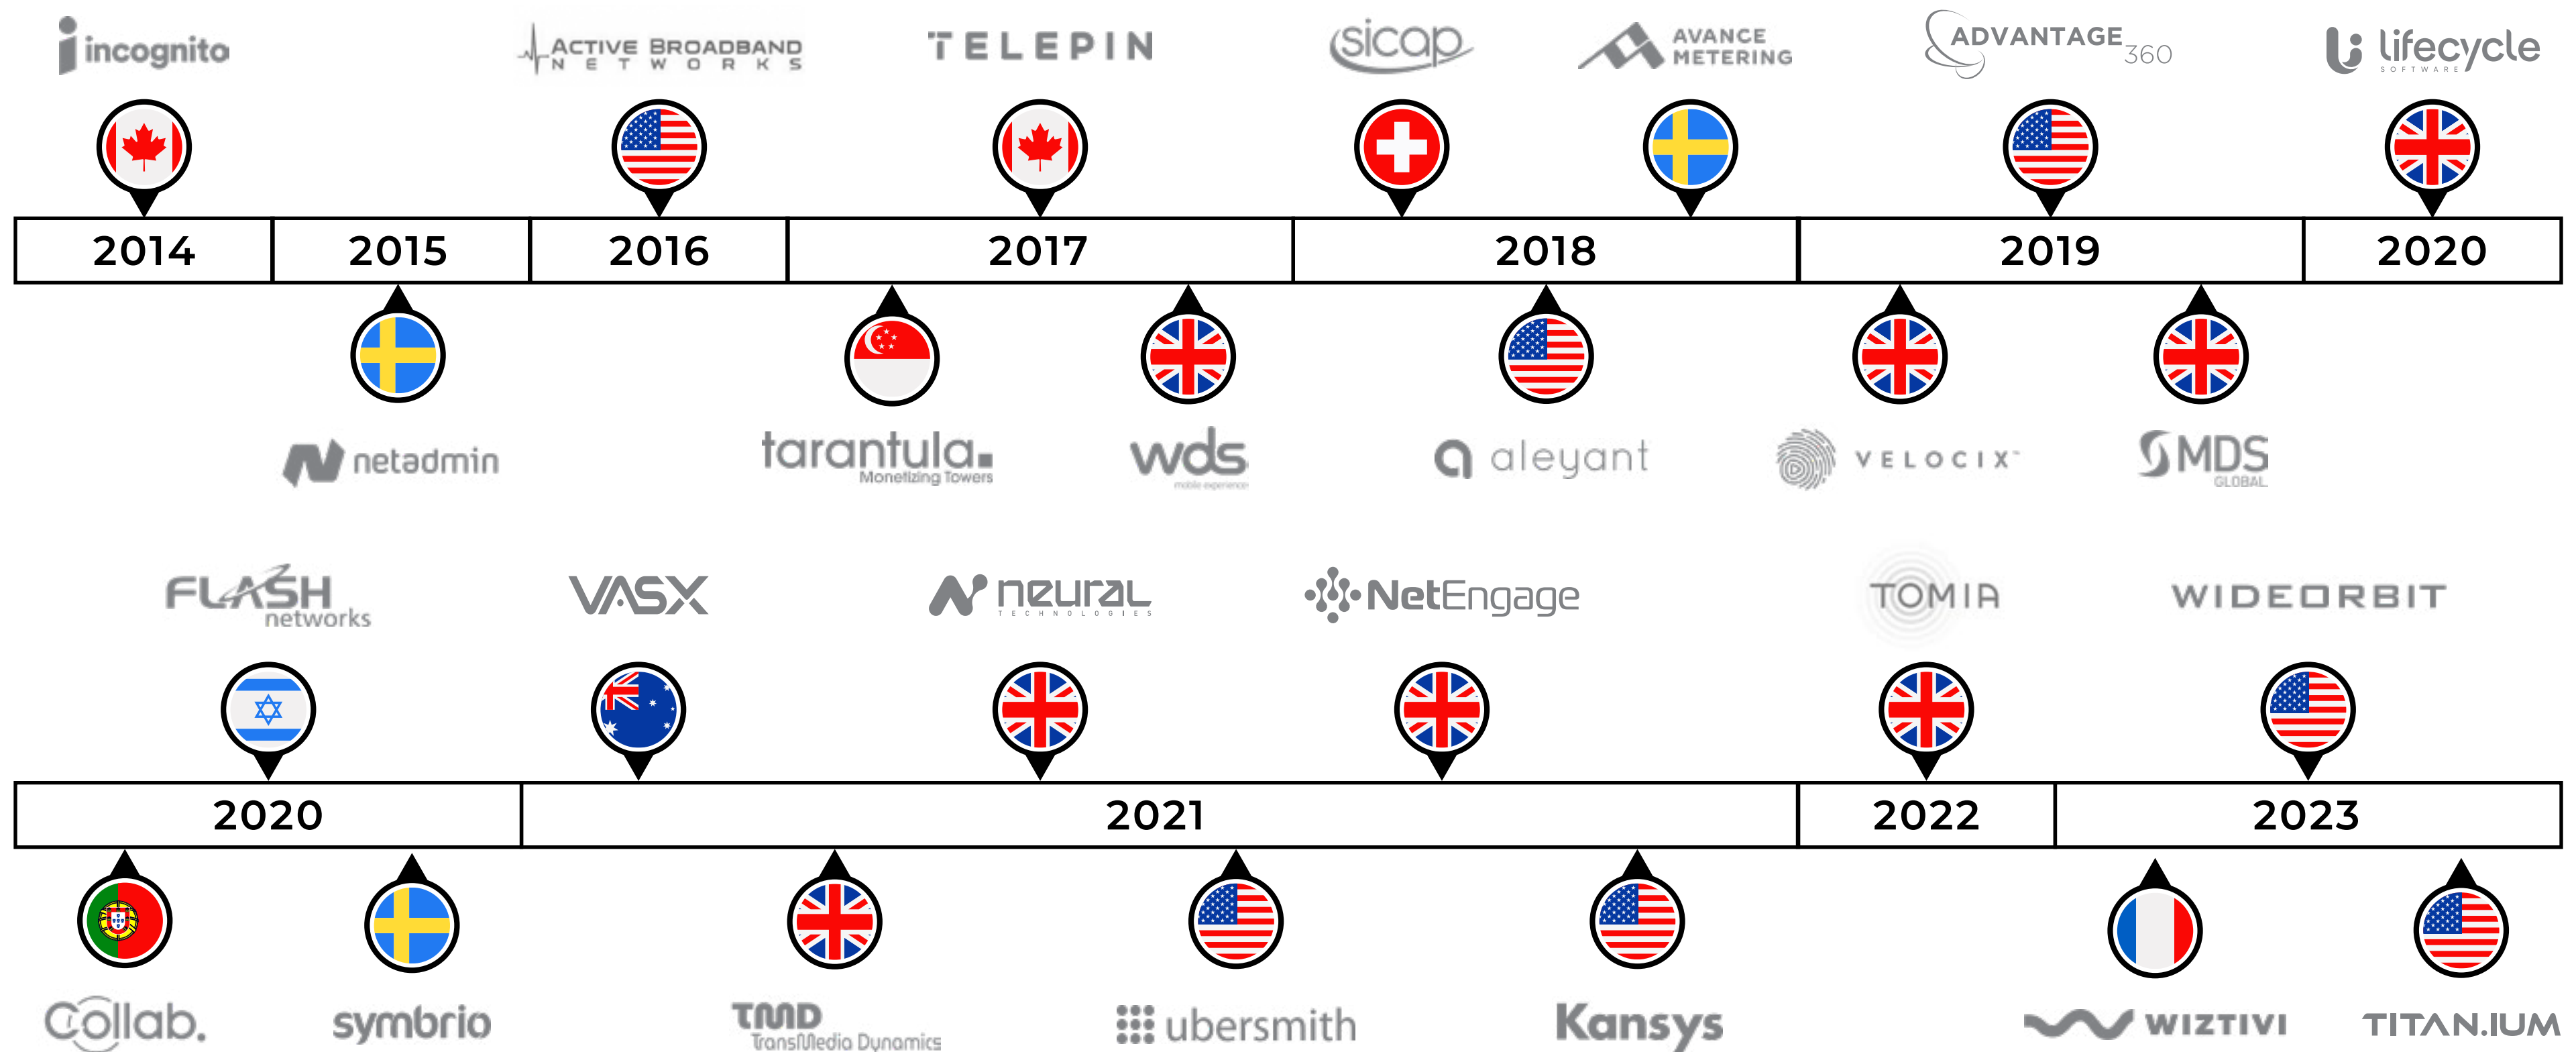 incognito
ACTIVE BROADBAND
NETWORKS
TELEPIN
sicap
AVANCE
METERING
ADVANTAGE
360
lifecycle
SOFTWARE
2014
2015
2016
2017
2018
2019
2020
netadmin
tarantula.
Monetizing Towers
wds
mobile experience
aleyant
VELOCIX
MDS
GLOBAL
FLASH
networks
VASX
neural
TECHNOLOGIES
NetEngage
TOMIA
WIDEORBIT
2020
2021
2022
2023
Collab.
symbrio
TMD
TransMedia Dynamics
ubersmith
Kansys
WIZTIVI
TITAN.IUM